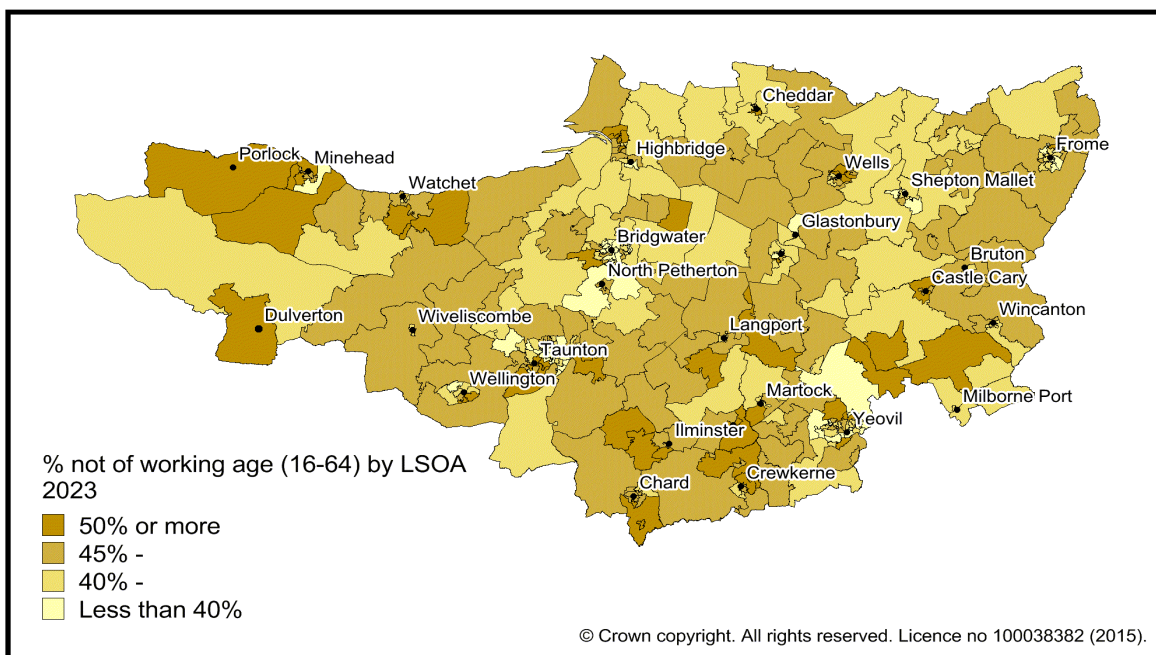 Cheddar
Porlock
Minehead
Highbridge
Wells
Frome
Watchet
Shepton Mallet
Glastonbury
Bridgwater
Bruton
North Petherton
Castle Cary
Dulverton
Wiveliscombe
Langport
Wincanton
Taunton
Wellington
Martock
Milborne Port
Yeovil
Ilminster
Crewkerne
Chard
% not of working age (16-64) by LSOA
2023
50% or more
45% -
40% -
Less than 40%
© Crown copyright. All rights reserved. Licence no 100038382 (2015).